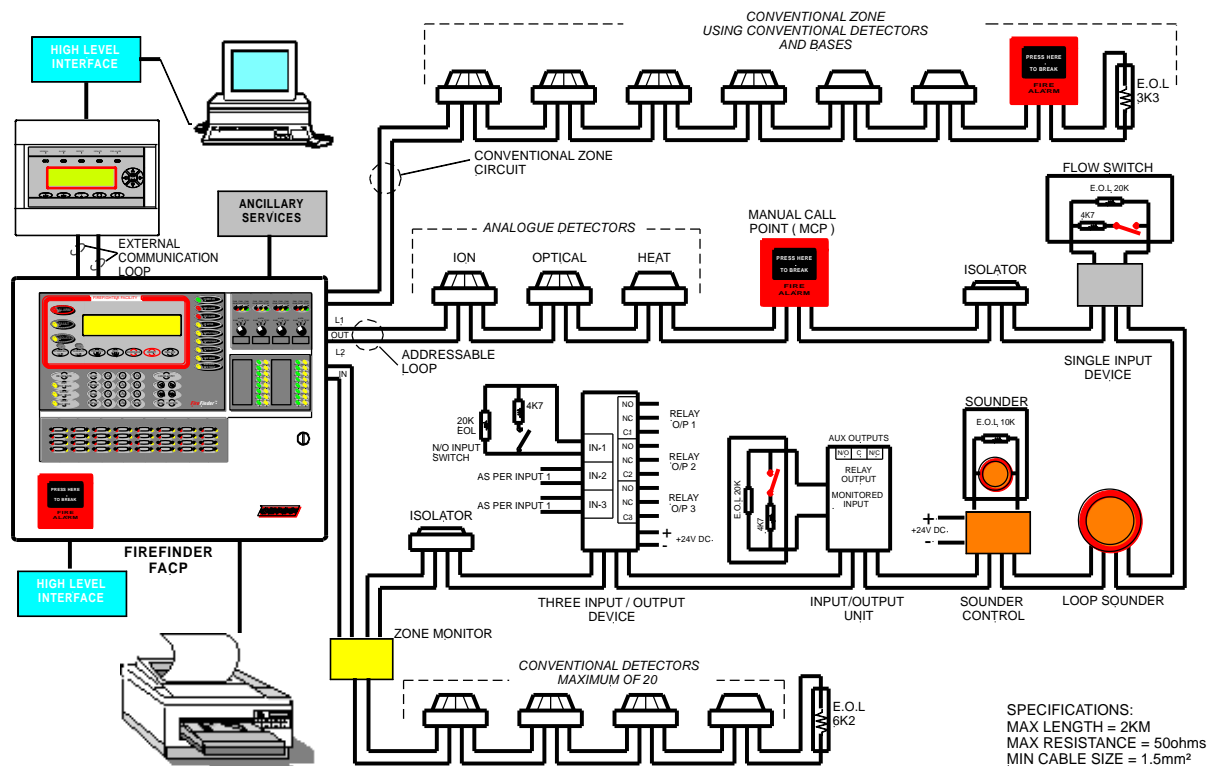 CONVENTIONAL ZONE
USING CONVENTIONAL DETECTORS
AND BASES
HIGH LEVEL
INTERFACE
PRESS HERE
TO BREAK
FIRE
ALARM
E.O.L
3K3
CONVENTIONAL ZONE
CIRCUIT
FLOW SWITCH
E.O.L 20K
4K7
ANCILLARY
SERVICES
EXTERNAL
COMMUNICATION
LOOP
ANALOGUE DETECTORS
ION
OPTICAL
HEAT
MANUAL CALL
POINT ( MCP )
PRESS HERE
TO BREAK
FIRE
ALARM
ISOLATOR
SINGLE INPUT
DEVICE
L1
OUT
L2
IN
ADDRESSABLE
LOOP
20K
EOL
4K7
N/O INPUT
SWITCH
AS PER INPUT 1
AS PER INPUT 1
IN-1
IN-2
IN-3
NO
NC
C1
NO
NC
C2
NO
NC
C3
RELAY
O/P 1
RELAY
O/P 2
RELAY
O/P 3
+
-
+24V DC.
E.O.L 20K
4K7
AUX OUTPUTS
N/O C N/C
RELAY
OUTPUT
MONITORED
INPUT
SOUNDER
E.O.L 10K
+
-
+24V DC.
PRESS HERE
TO BREAK
FIRE
ALARM
FIREFINDER
FACP
HIGH LEVEL
INTERFACE
ISOLATOR
THREE INPUT / OUTPUT
DEVICE
INPUT/OUTPUT
UNIT
SOUNDER
CONTROL
LOOP SOUNDER
ZONE MONITOR
CONVENTIONAL DETECTORS
MAXIMUM OF 20
E.O.L
6K2
SPECIFICATIONS:
MAX LENGTH = 2KM
MAX RESISTANCE = 50ohms
MIN CABLE SIZE = 1.5mm²